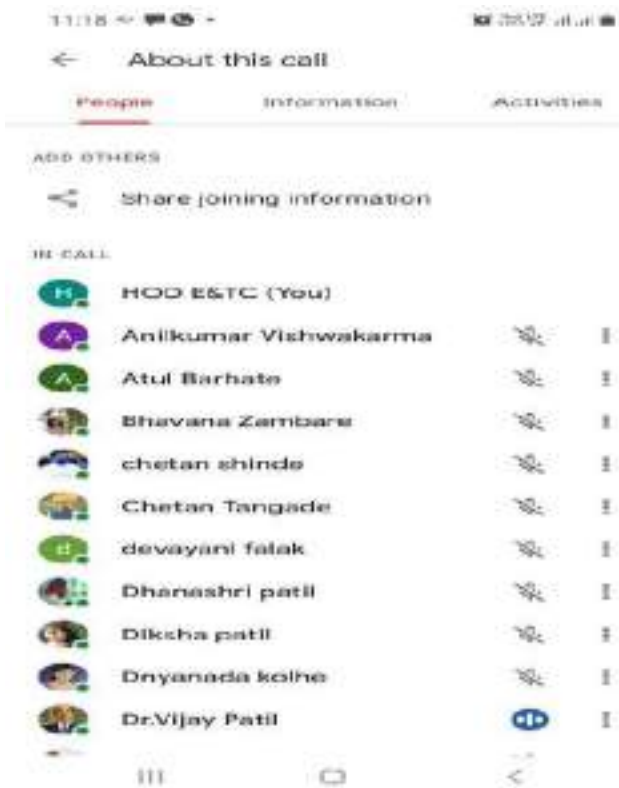 11:18
About this call
People Information Activities
ADD OTHERS
Share joining information
IN CALL
H HOD E&TC (You)
A Anilkumar Vishwakarma
A Atul Barhate
Bhavana Zambare
chetan shinde
Chetan Tangade
d devayani falak
Dhanashri patil
Diksha patil
Dnyanada kolhe
Dr.Vijay Patil